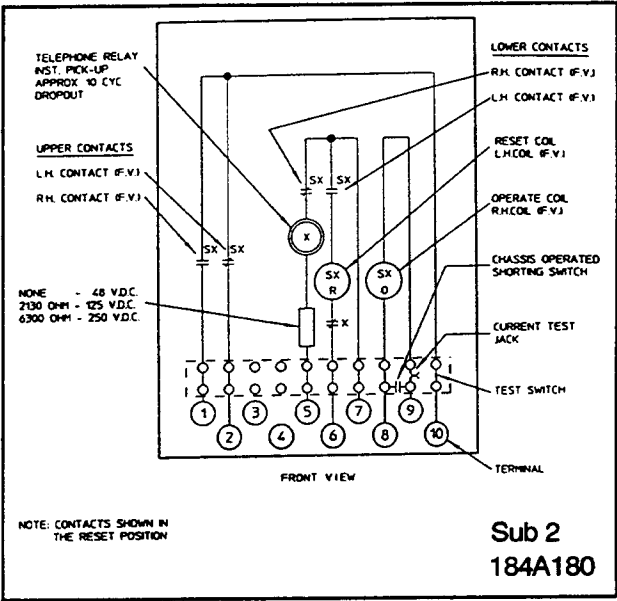 TELEPHONE RELAY
INST. PICK-UP
APPROX 10 CYC
DROPOUT
LOWER CONTACTS
R.H. CONTACT (F.V.)
L.H. CONTACT (F.V.)
UPPER CONTACTS
L.H. CONTACT (F.V.)
R.H. CONTACT (F.V.)
RESET COIL
L.H.COIL (F.V.)
OPERATE COIL
R.H.COIL (F.V.)
SX
SX
X
SX
SX
SX
R
SX
O
X
CHASSIS OPERATED
SHORTING SWITCH
NONE - 48 V.D.C.
2130 OHM - 125 V.D.C.
6300 OHM - 250 V.D.C.
CURRENT TEST
JACK
TEST SWITCH
1
2
3
4
5
6
7
8
9
10
TERMINAL
FRONT VIEW
NOTE: CONTACTS SHOWN IN
THE RESET POSITION
Sub 2
184A180